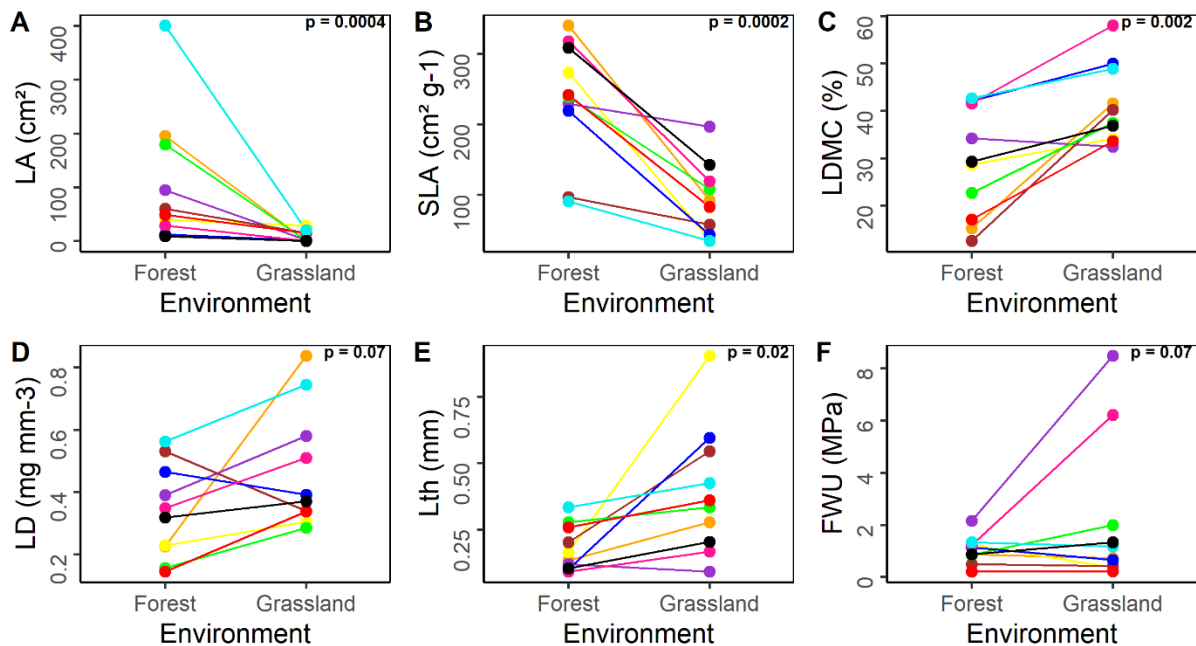 A
p = 0.0004
LA (cm²)
400
300
200
100
0
Forest
Grassland
Environment
B
p = 0.0002
SLA (cm² g-1)
300
200
100
Forest
Grassland
Environment
C
p = 0.002
LDMC (%)
60
50
40
30
20
Forest
Grassland
Environment
D
p = 0.07
LD (mg mm-3)
0.8
0.6
0.4
0.2
Forest
Grassland
Environment
E
p = 0.02
Lth (mm)
0.75
0.50
0.25
Forest
Grassland
Environment
F
p = 0.07
FWU (MPa)
8
6
4
2
0
Forest
Grassland
Environment